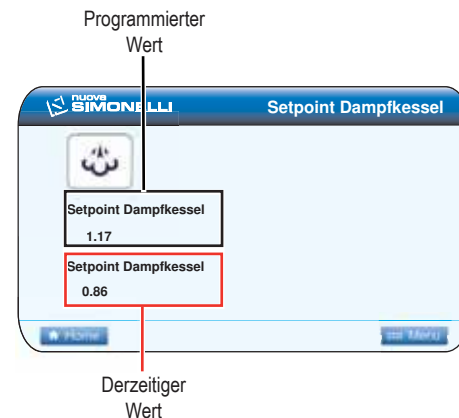 Programmierter
Wert
nuova
SIMONELLI
Setpoint Dampfkessel
Setpoint Dampfkessel
1.17
Setpoint Dampfkessel
0.86
Home
Menu
Derzeitiger
Wert